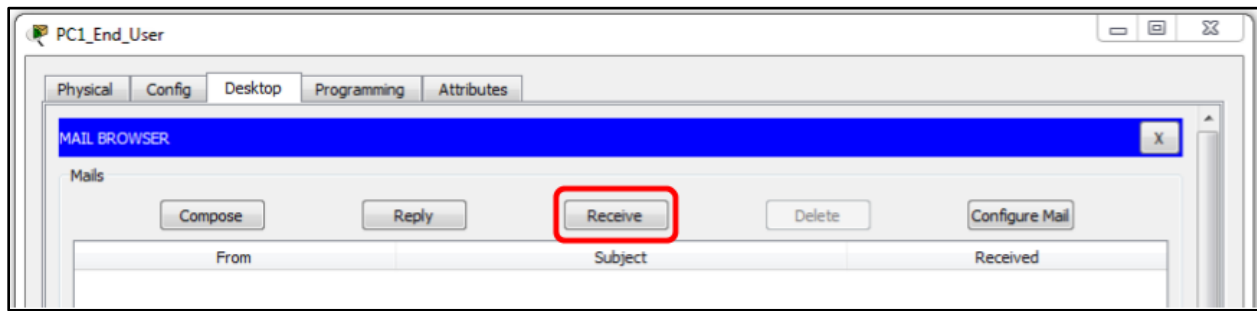 PC1_End_User
Physical Config Desktop Programming Attributes
MAIL BROWSER X
Mails
Compose Reply Receive Delete Configure Mail
From Subject Received